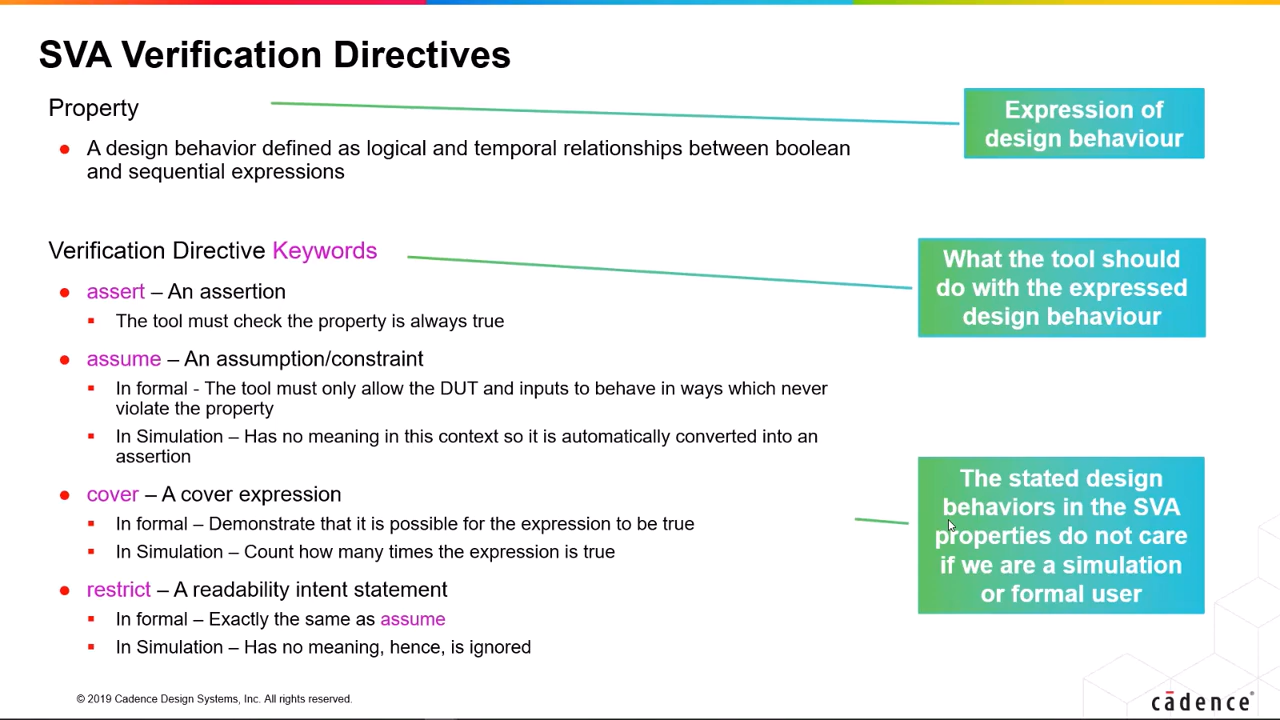 SVA Verification Directives
Property
Expression of
design behaviour
• A design behavior defined as logical and temporal relationships between boolean
and sequential expressions
Verification Directive Keywords
What the tool should
do with the expressed
design behaviour
• assert – An assertion
▪ The tool must check the property is always true
• assume – An assumption/constraint
▪ In formal - The tool must only allow the DUT and inputs to behave in ways which never
violate the property
▪ In Simulation – Has no meaning in this context so it is automatically converted into an
assertion
• cover – A cover expression
▪ In formal – Demonstrate that it is possible for the expression to be true
▪ In Simulation – Count how many times the expression is true
The stated design
behaviors in the SVA
properties do not care
if we are a simulation
or formal user
• restrict – A readability intent statement
▪ In formal – Exactly the same as assume
▪ In Simulation – Has no meaning, hence, is ignored
© 2019 Cadence Design Systems, Inc. All rights reserved.
cādence®